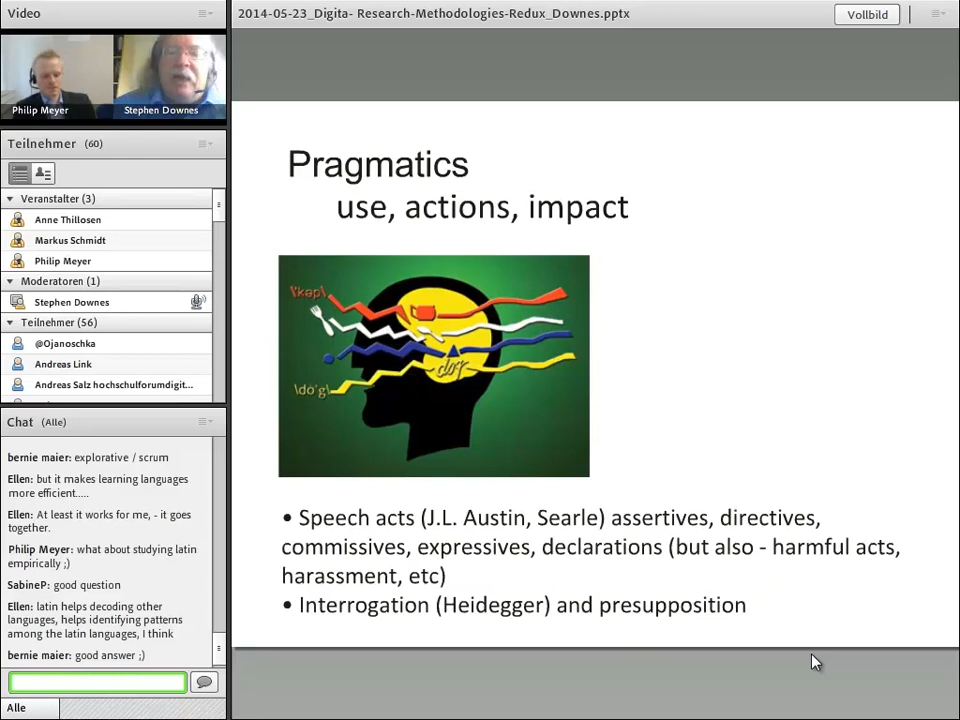 Video
Philip Meyer
Stephen Downes
Teilnehmer (60)
Veranstalter (3)
Anne Thillosen
Markus Schmidt
Philip Meyer
Moderatoren (1)
Stephen Downes
Teilnehmer (56)
@Ojanoschka
Andreas Link
Andreas Salz hochschulforumdigit...
Chat (Alle)
bernie maier: explorative / scrum
Ellen: but it makes learning languages
more efficient.....
Ellen: At least it works for me, - it goes
together.
Philip Meyer: what about studying latin
empirically ;)
SabineP: good question
Ellen: latin helps decoding other
languages, helps identifying patterns
among the latin languages, I think
bernie maier: good answer ;)
Alle
2014-05-23_Digita- Research-Methodologies-Redux_Downes.pptx
Vollbild
Pragmatics
use, actions, impact
\'kəp\
dog
\'dȯ'g\
• Speech acts (J.L. Austin, Searle) assertives, directives,
commissives, expressives, declarations (but also - harmful acts,
harassment, etc)
• Interrogation (Heidegger) and presupposition